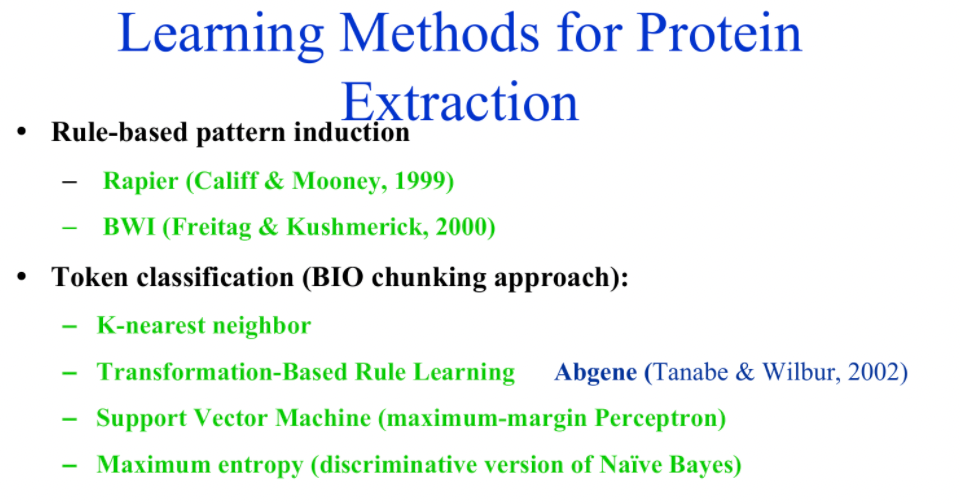 Learning Methods for Protein
Extraction
• Rule-based pattern induction
– Rapier (Califf & Mooney, 1999)
– BWI (Freitag & Kushmerick, 2000)
• Token classification (BIO chunking approach):
– K-nearest neighbor
– Transformation-Based Rule Learning Abgene (Tanabe & Wilbur, 2002)
– Support Vector Machine (maximum-margin Perceptron)
– Maximum entropy (discriminative version of Naïve Bayes)